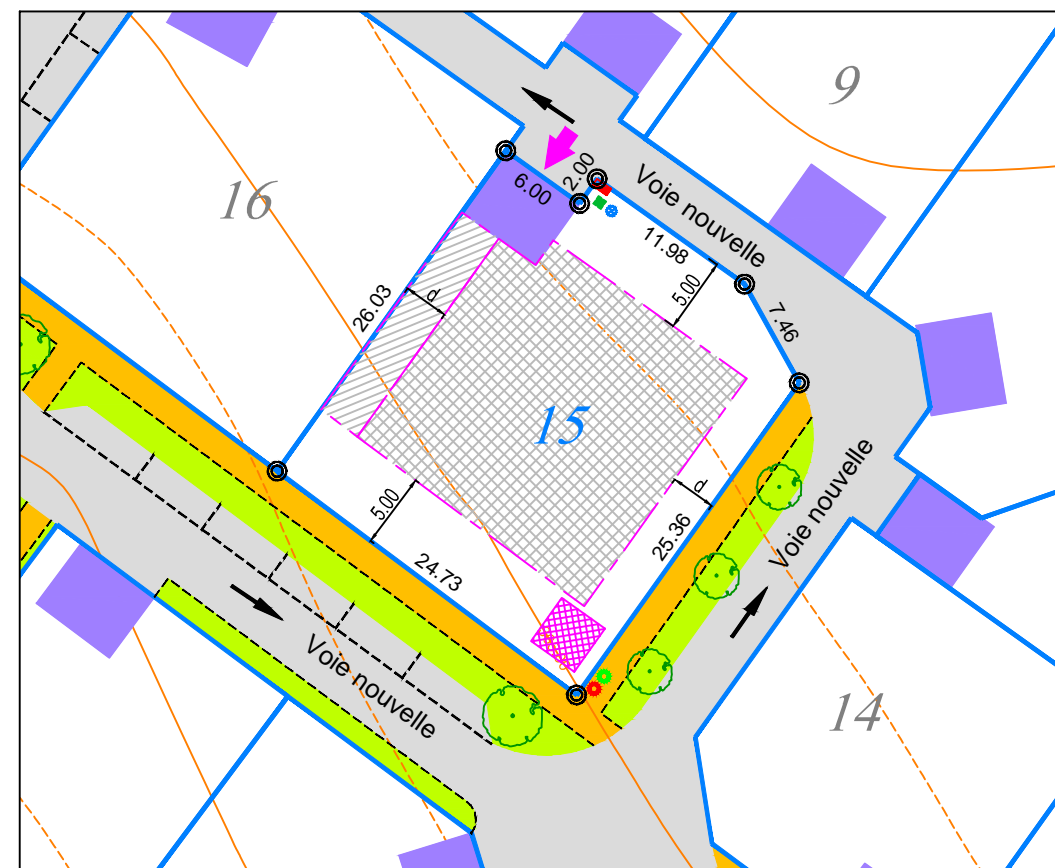 9
16
6.00
2.00
Voie nouvelle
11.98
5.00
7.46
26.03
d
15
d
Voie nouvelle
5.00
25.36
24.73
Voie nouvelle
14